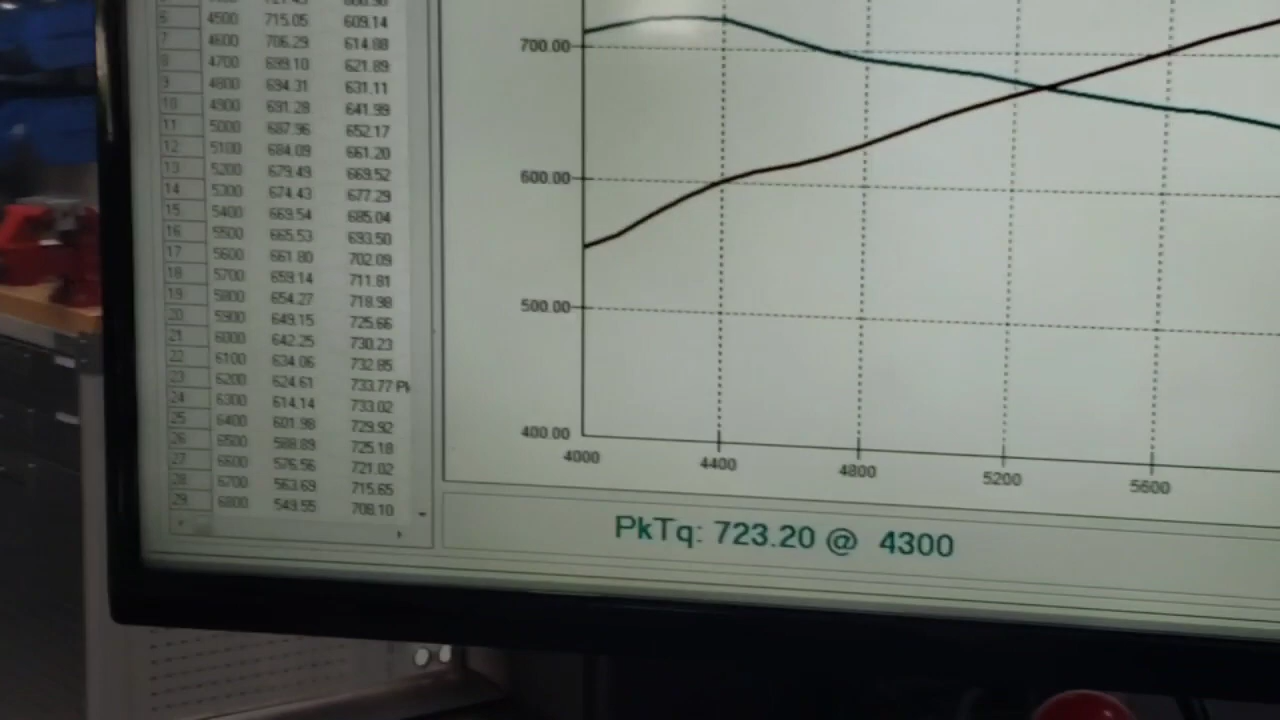 6 4500 715.05 609.14
7 4600 706.29 614.88
8 4700 699.10 621.89
9 4800 694.31 631.11
10 4900 691.28 641.99
11 5000 687.96 652.17
12 5100 684.09 661.20
13 5200 679.49 669.52
14 5300 674.43 677.29
15 5400 669.54 685.04
16 5500 665.53 693.50
17 5600 661.80 702.09
18 5700 659.14 711.81
19 5800 654.27 718.98
20 5900 649.15 725.66
21 6000 642.25 730.23
22 6100 634.06 732.85
23 6200 624.61 733.77 Pk
24 6300 614.14 733.02
25 6400 601.98 729.92
26 6500 588.89 725.18
27 6600 576.56 721.02
28 6700 563.69 715.65
29 6800 549.55 708.10
700.00
600.00
500.00
400.00
4000 4400 4800 5200 5600
PkTq: 723.20 @ 4300